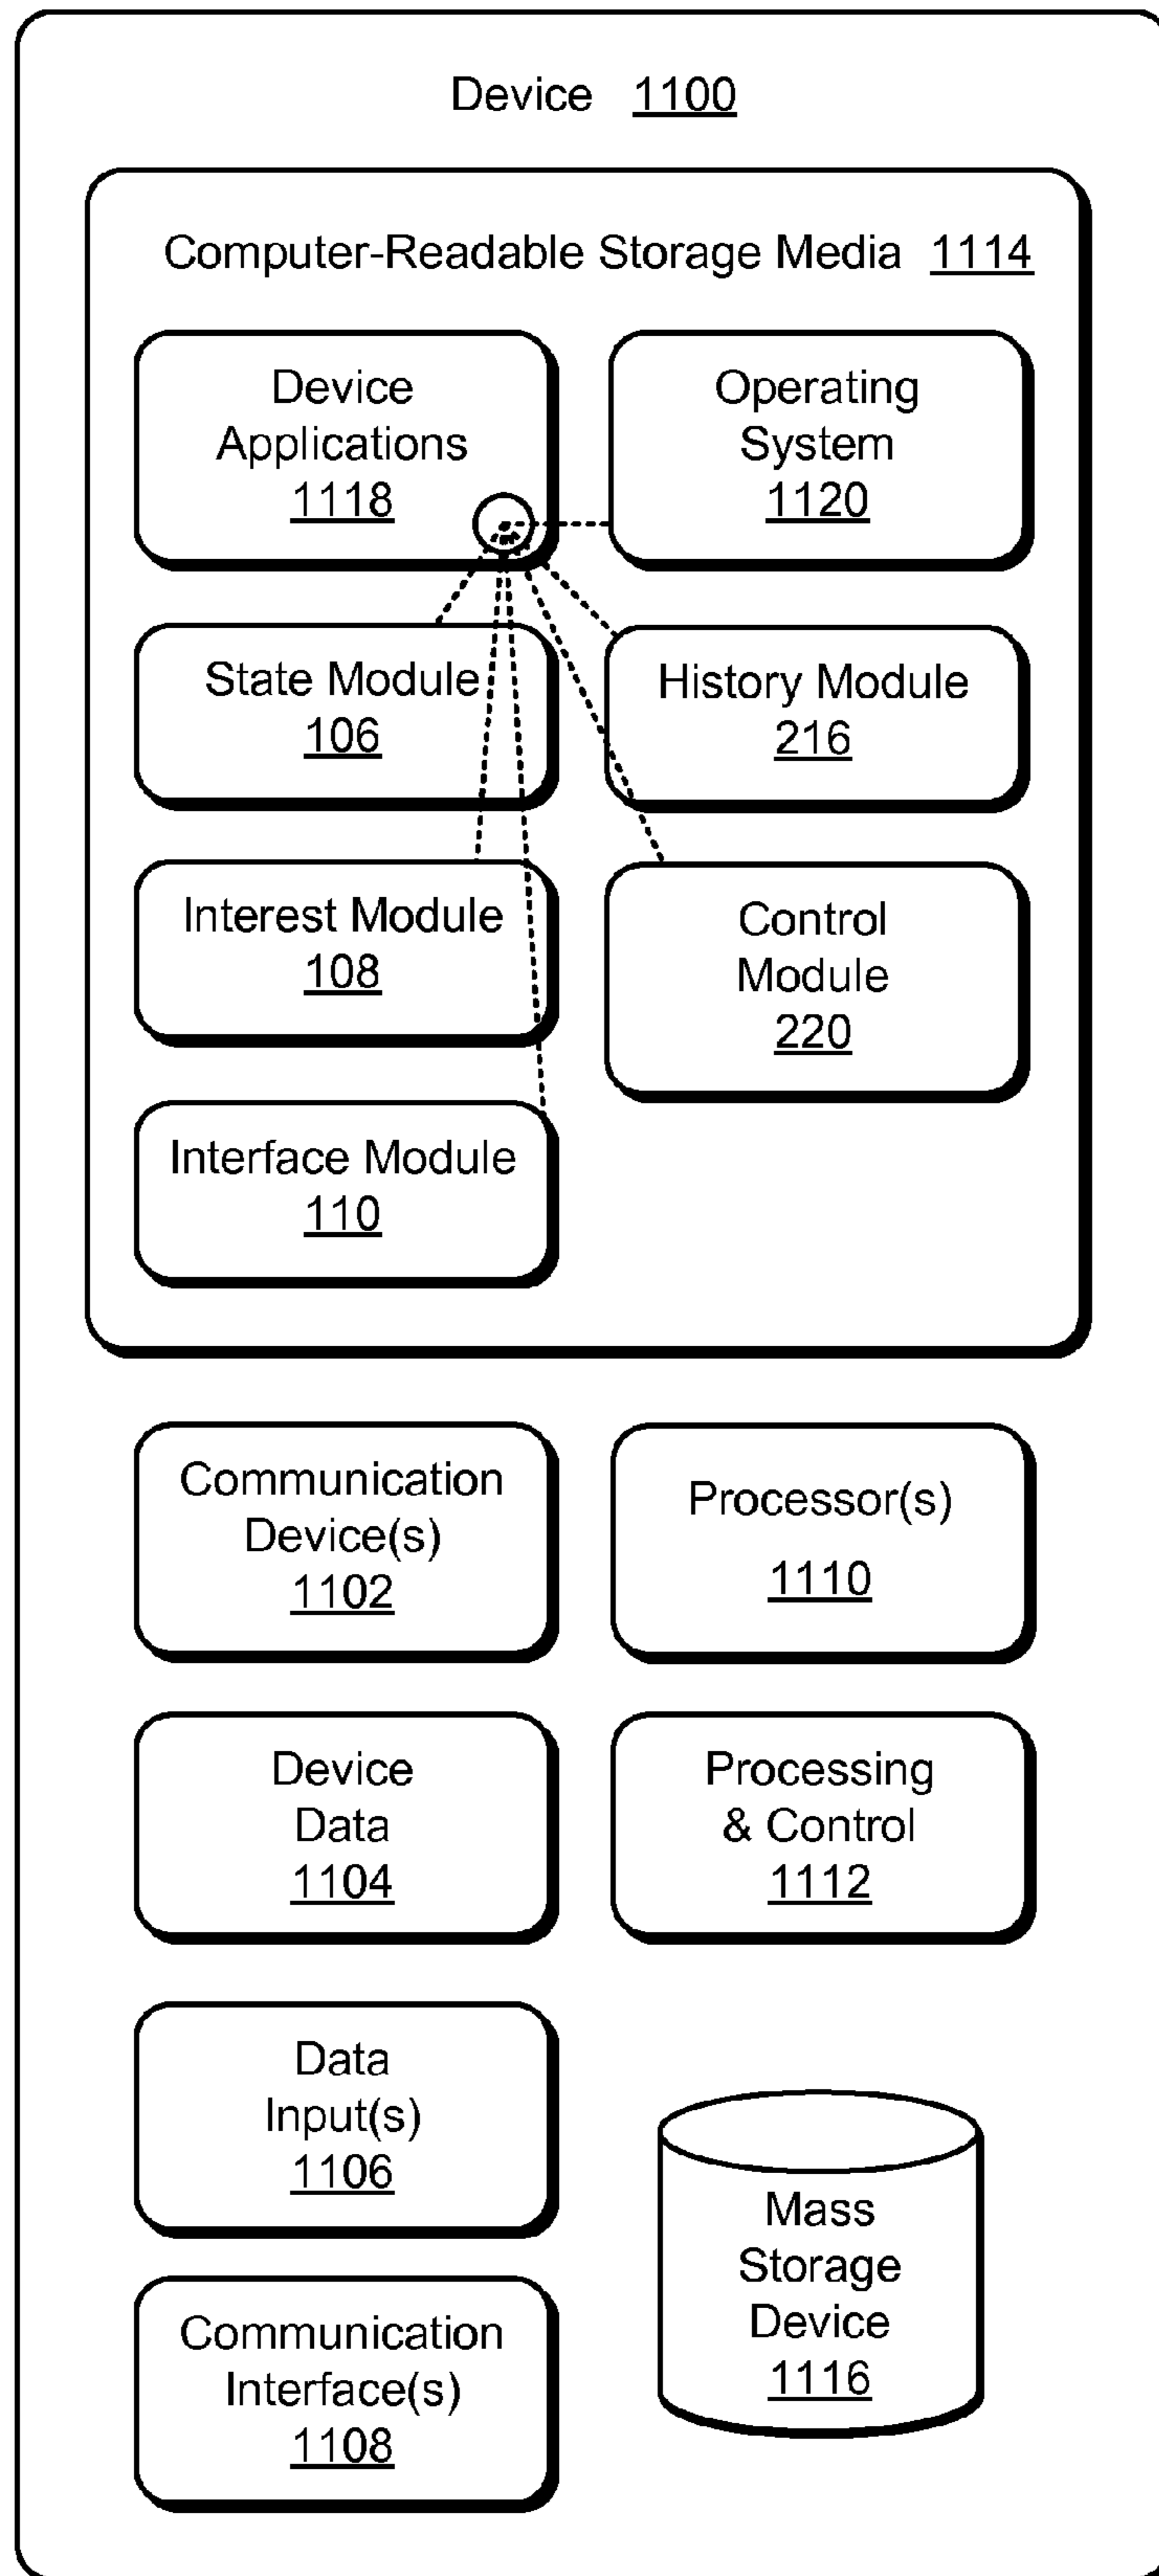 Device 1100
Computer-Readable Storage Media 1114
Device
Applications
1118
Operating
System
1120
State Module
106
History Module
216
Interest Module
108
Control
Module
220
Interface Module
110
Communication
Device(s)
1102
Processor(s)
1110
Device
Data
1104
Processing
& Control
1112
Data
Input(s)
1106
Mass
Storage
Device
1116
Communication
Interface(s)
1108